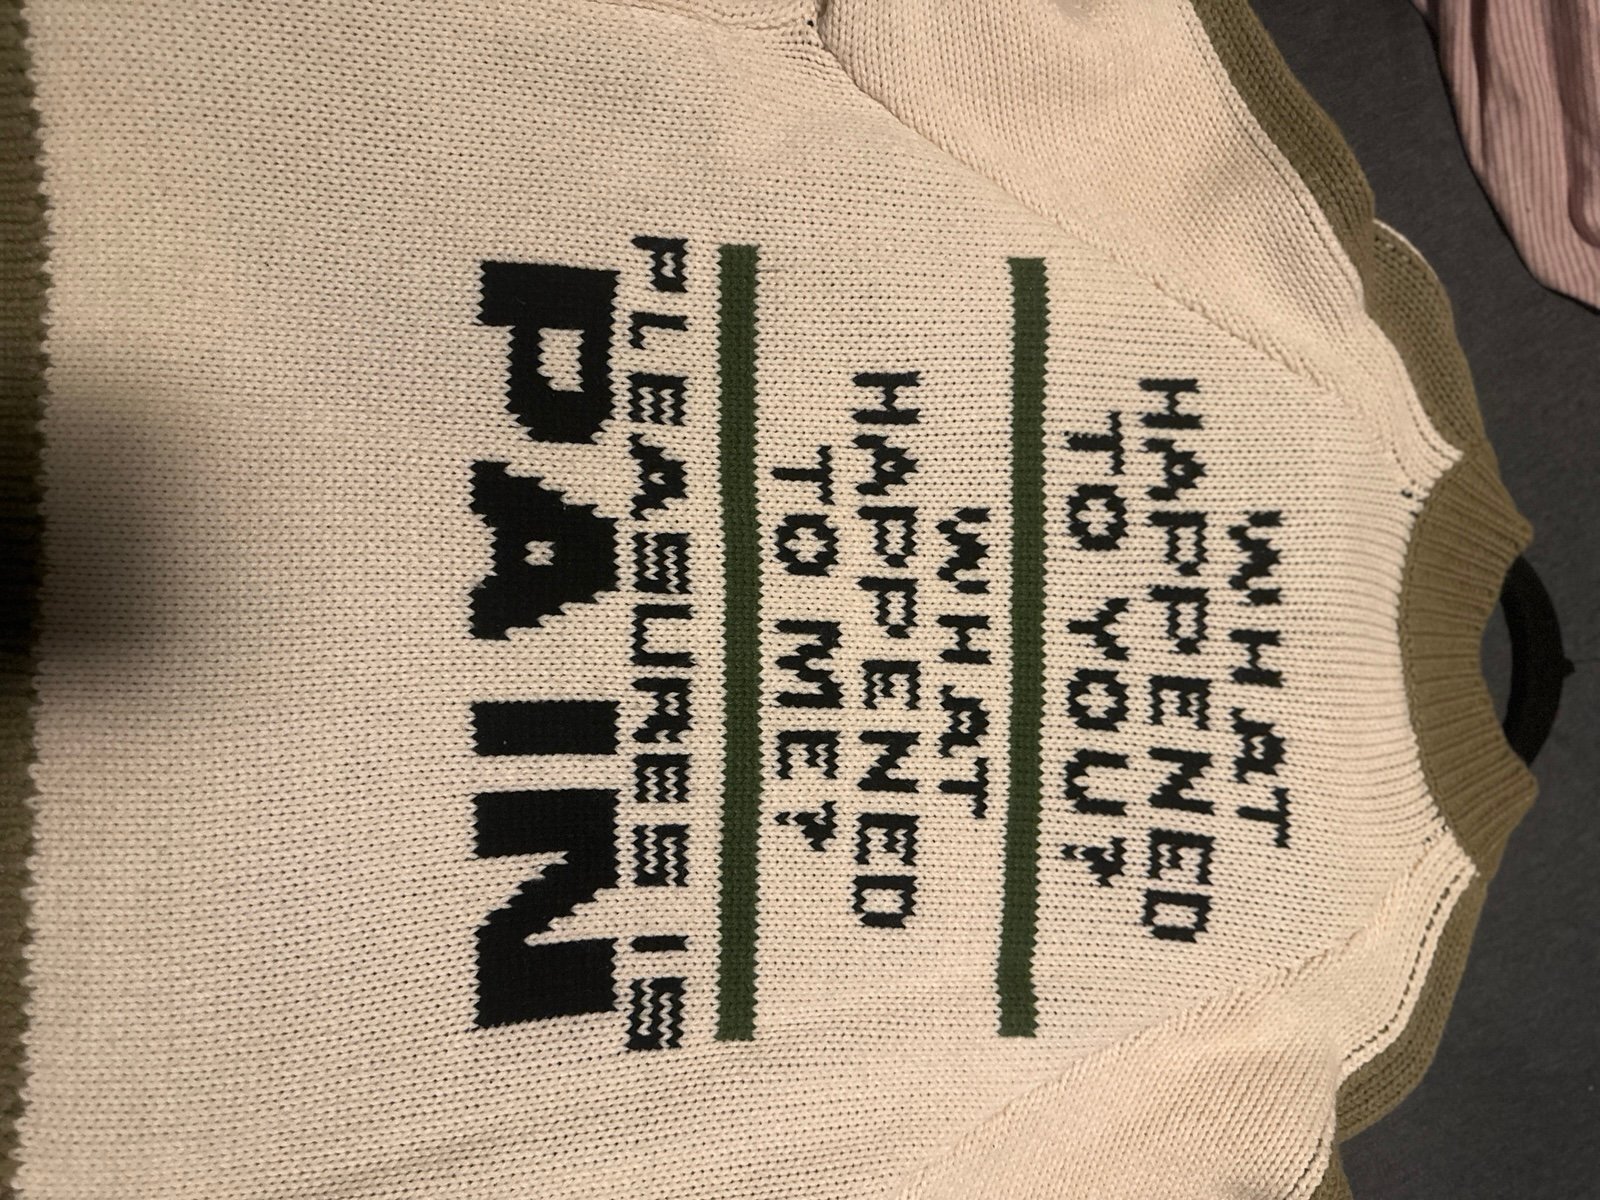 WHAT
HAPPENED
TO YOU?
WHAT
HAPPENED
TO ME?
PLEASURES IS
PAIN